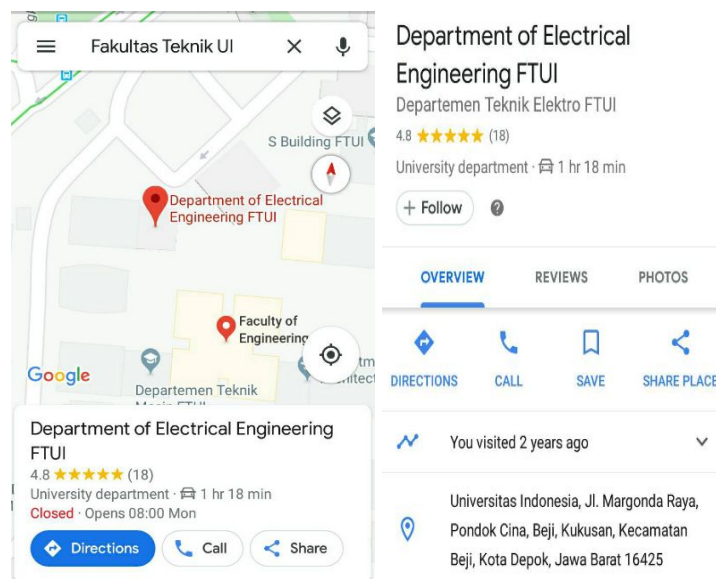 Fakultas Teknik UI
S Building FTUI
Department of Electrical
Engineering FTUI
Faculty of
Engineering
Google
Departemen Teknik
Mesin FTUI
Department of Electrical Engineering
FTUI
4.8 ★★★★★ (18)
University department · 1 hr 18 min
Closed · Opens 08:00 Mon
Directions
Call
Share
Department of Electrical
Engineering FTUI
Departemen Teknik Elektro FTUI
4.8 ★★★★★ (18)
University department · 1 hr 18 min
+ Follow
?
OVERVIEW REVIEWS PHOTOS
DIRECTIONS CALL SAVE SHARE PLACE
You visited 2 years ago
Universitas Indonesia, Jl. Margonda Raya,
Pondok Cina, Beji, Kukusan, Kecamatan
Beji, Kota Depok, Jawa Barat 16425